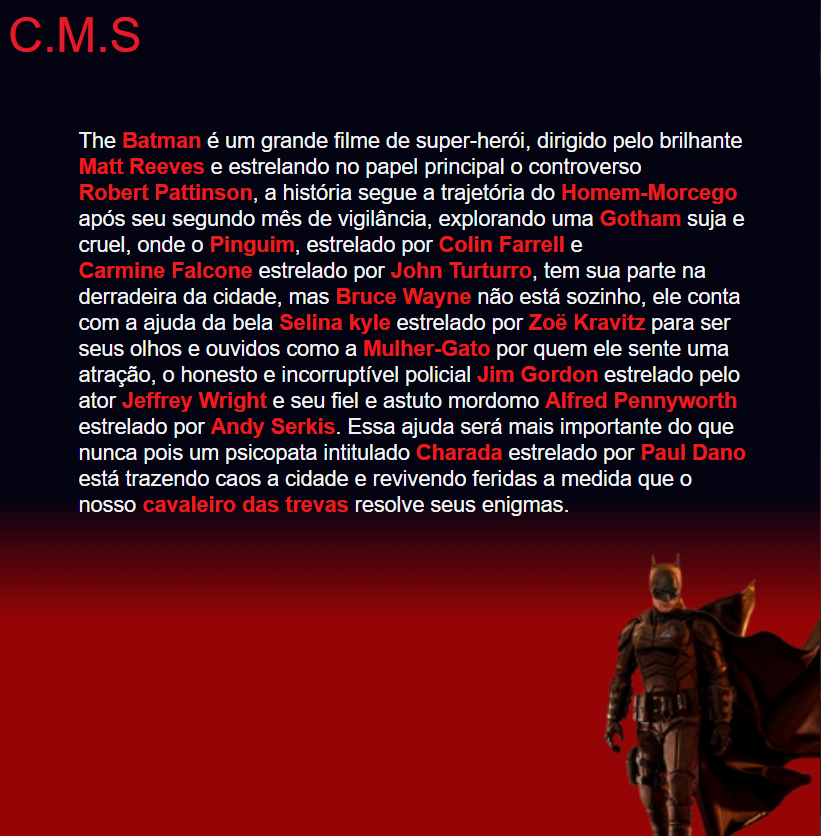 C.M.S
The Batman é um grande filme de super-herói, dirigido pelo brilhante
Matt Reeves e estrelando no papel principal o controverso
Robert Pattinson, a história segue a trajetória do Homem-Morcego
após seu segundo mês de vigilância, explorando uma Gotham suja e
cruel, onde o Pinguim, estrelado por Colin Farrell e
Carmine Falcone estrelado por John Turturro, tem sua parte na
derradeira da cidade, mas Bruce Wayne não está sozinho, ele conta
com a ajuda da bela Selina kyle estrelado por Zoë Kravitz para ser
seus olhos e ouvidos como a Mulher-Gato por quem ele sente uma
atração, o honesto e incorruptível policial Jim Gordon estrelado pelo
ator Jeffrey Wright e seu fiel e astuto mordomo Alfred Pennyworth
estrelado por Andy Serkis. Essa ajuda será mais importante do que
nunca pois um psicopata intitulado Charada estrelado por Paul Dano
está trazendo caos a cidade e revivendo feridas a medida que o
nosso cavaleiro das trevas resolve seus enigmas.